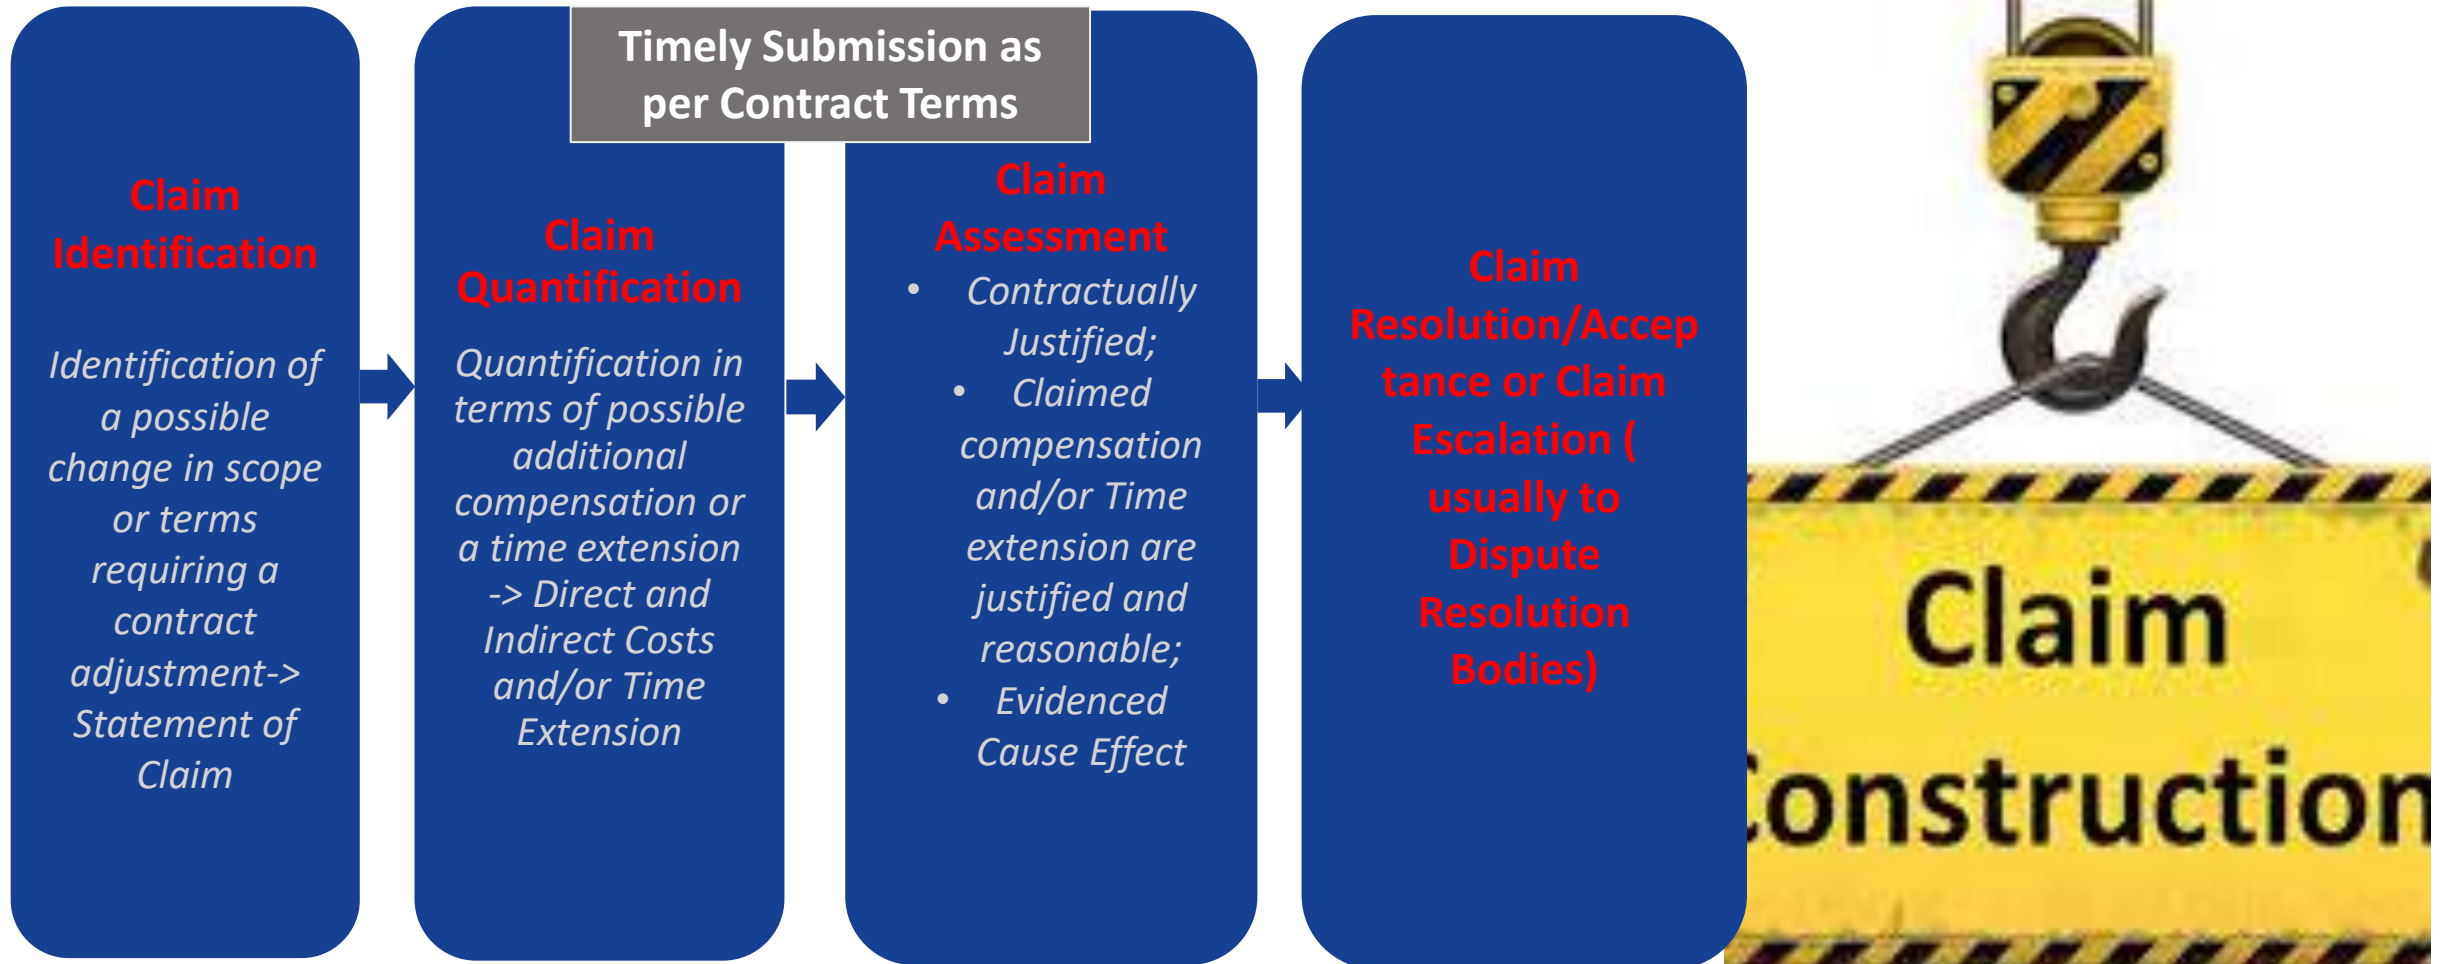 Timely Submission as
per Contract Terms
Claim
Identification
Identification of
a possible
change in scope
or terms
requiring a
contract
adjustment->
Statement of
Claim
Claim
Quantification
Quantification in
terms of possible
additional
compensation or
a time extension
-> Direct and
Indirect Costs
and/or Time
Extension
Claim
Assessment
• Contractually
Justified;
• Claimed
compensation
and/or Time
extension are
justified and
reasonable;
• Evidenced
Cause Effect
Claim
Resolution/Accep
tance or Claim
Escalation (
usually to
Dispute
Resolution
Bodies)
Claim
onstruction